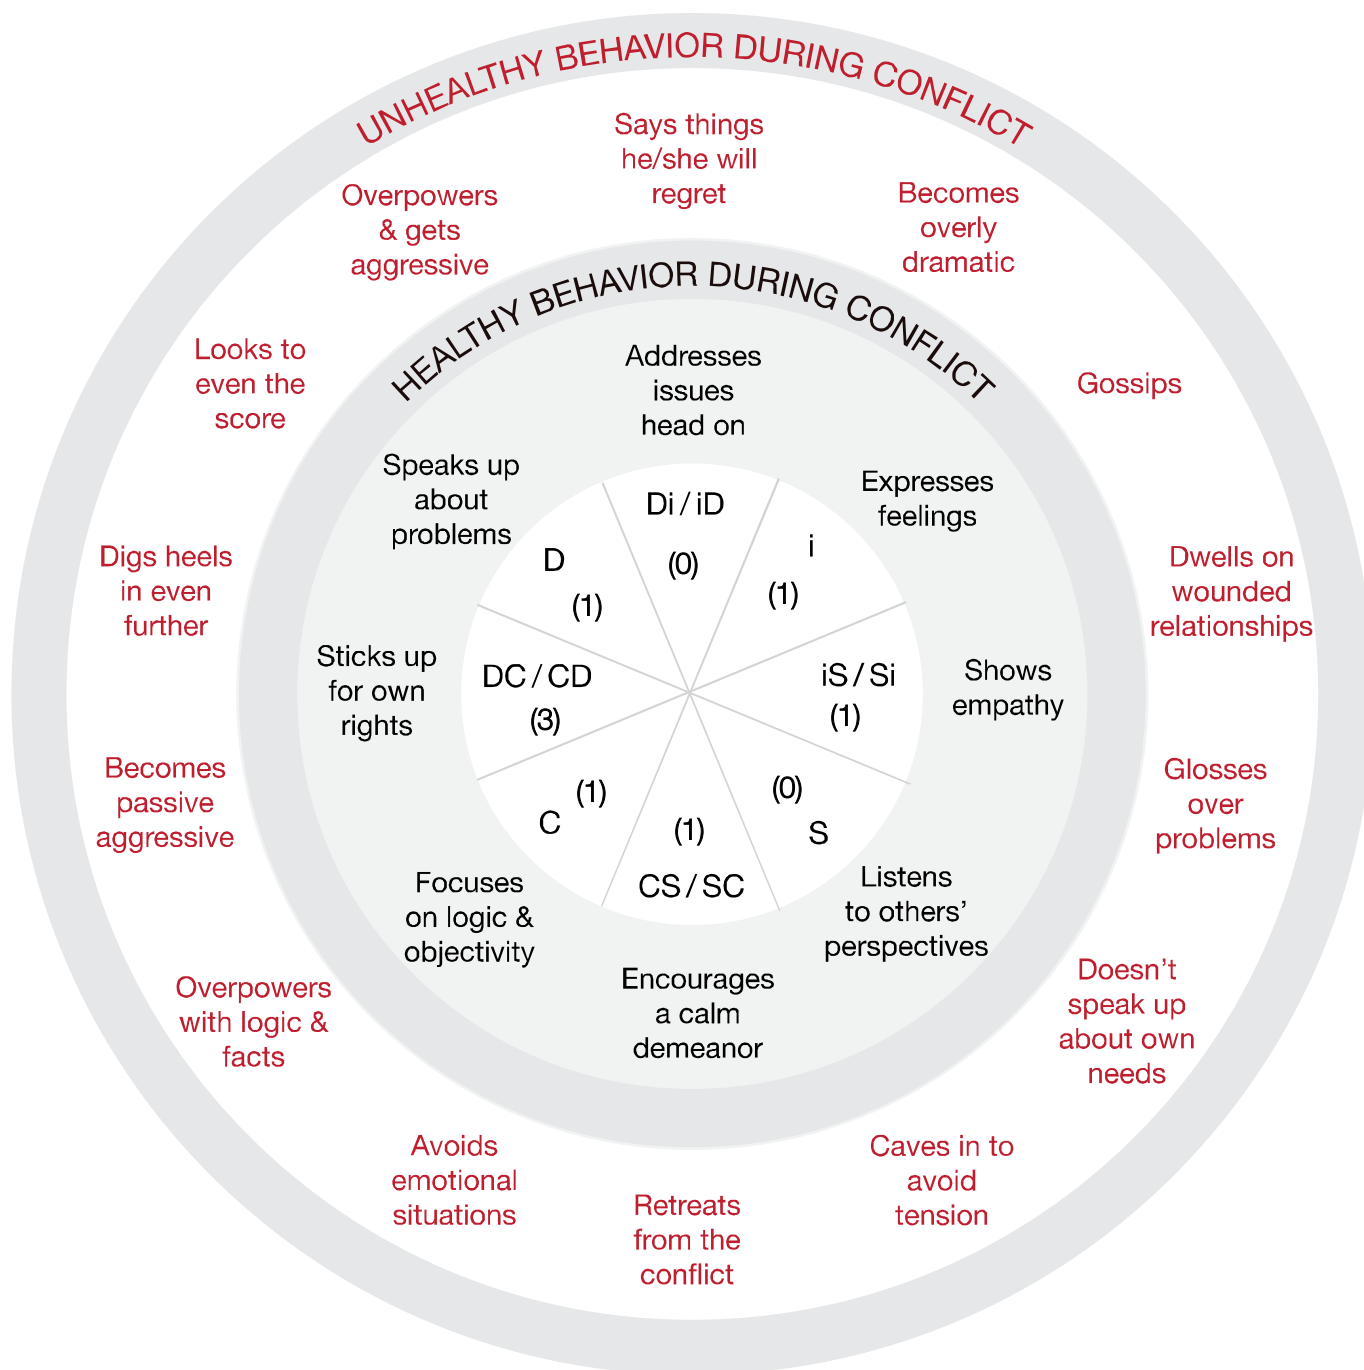 UNHEALTHY BEHAVIOR DURING CONFLICT
Says things
he/she will
regret
Becomes
overly
dramatic
Gossips
Dwells on
wounded
relationships
Glosses
over
problems
Doesn’t
speak up
about own
needs
Caves in to
avoid
tension
Retreats
from the
conflict
Avoids
emotional
situations
Overpowers
with logic &
facts
Becomes
passive
aggressive
Digs heels
in even
further
Looks to
even the
score
Overpowers
& gets
aggressive
HEALTHY BEHAVIOR DURING CONFLICT
Addresses
issues
head on
Expresses
feelings
Shows
empathy
Listens
to others’
perspectives
Encourages
a calm
demeanor
Focuses
on logic &
objectivity
Sticks up
for own
rights
Speaks up
about
problems
Di / iD
(0)
i
(1)
iS / Si
(1)
(0)
S
(1)
CS / SC
(1)
C
DC / CD
(3)
D
(1)